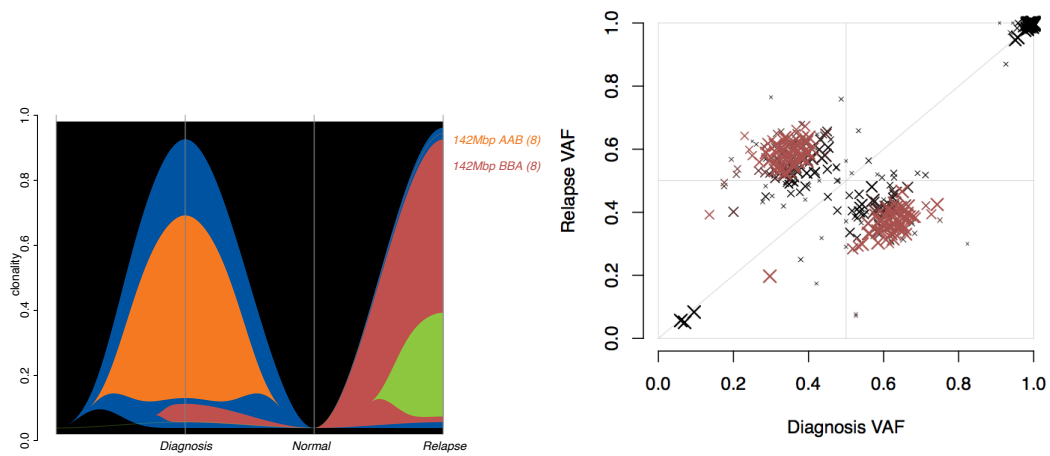 1.0
0.8
0.6
0.4
0.2
0.0
clonality
142Mbp AAB (8)
142Mbp BBA (8)
Diagnosis Normal Relapse
1.0
0.8
0.6
0.4
0.2
0.0
Relapse VAF
0.0 0.2 0.4 0.6 0.8 1.0
Diagnosis VAF